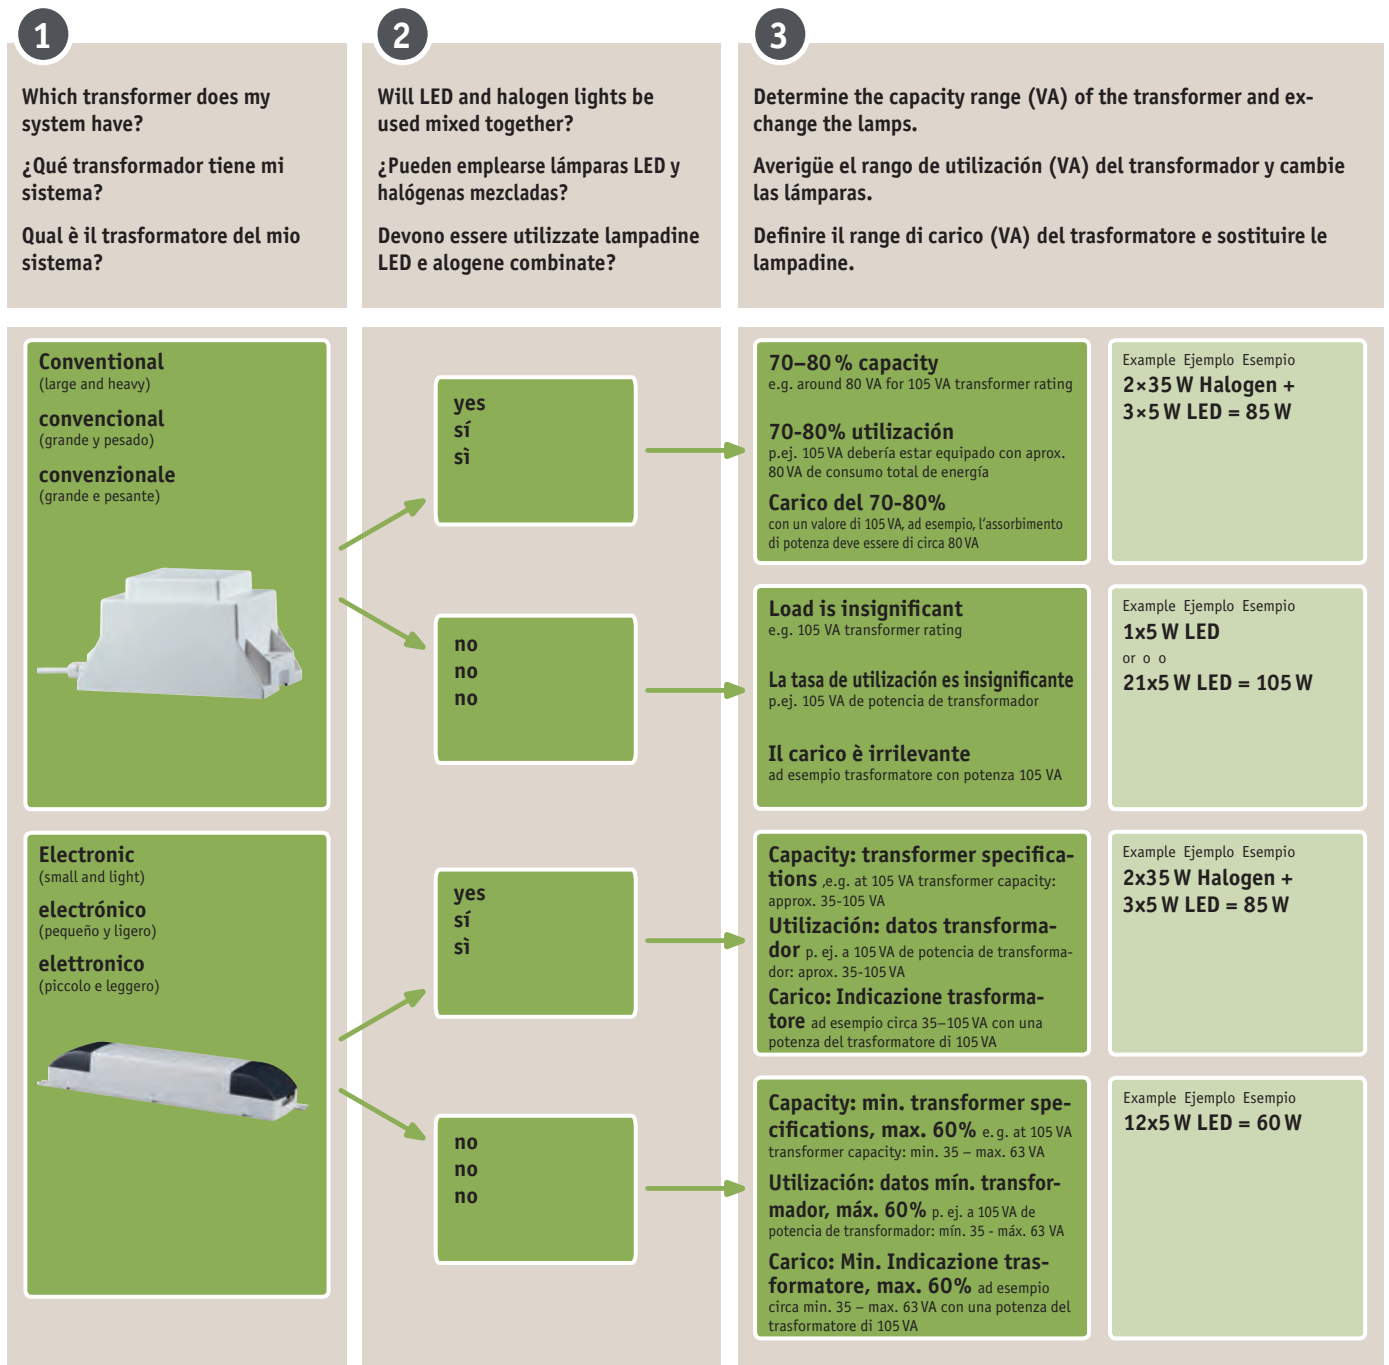 1
Which transformer does my
system have?
¿Qué transformador tiene mi
sistema?
Qual è il trasformatore del mio
sistema?
2
Will LED and halogen lights be
used mixed together?
¿Pueden emplearse lámparas LED y
halógenas mezcladas?
Devono essere utilizzate lampadine
LED e alogene combinate?
3
Determine the capacity range (VA) of the transformer and ex-
change the lamps.
Averigüe el rango de utilización (VA) del transformador y cambie
las lámparas.
Definire il range di carico (VA) del trasformatore e sostituire le
lampadine.
Conventional
(large and heavy)
convencional
(grande y pesado)
convenzionale
(grande e pesante)
yes
sí
sì
70–80 % capacity
e.g. around 80 VA for 105 VA transformer rating
70-80% utilización
p.ej. 105 VA debería estar equipado con aprox.
80 VA de consumo total de energía
Carico del 70-80%
con un valore di 105 VA, ad esempio, l'assorbimento
di potenza deve essere di circa 80 VA
Example Ejemplo Esempio
2×35 W Halogen +
3×5 W LED = 85 W
no
no
no
Load is insignificant
e.g. 105 VA transformer rating
La tasa de utilización es insignificante
p.ej. 105 VA de potencia de transformador
Il carico è irrilevante
ad esempio trasformatore con potenza 105 VA
Example Ejemplo Esempio
1x5 W LED
or o o
21x5 W LED = 105 W
Electronic
(small and light)
electrónico
(pequeño y ligero)
elettronico
(piccolo e leggero)
yes
sí
sì
Capacity: transformer specifica-
tions ,e.g. at 105 VA transformer capacity:
approx. 35-105 VA
Utilización: datos transforma-
dor p. ej. a 105 VA de potencia de transforma-
dor: aprox. 35-105 VA
Carico: Indicazione trasforma-
tore ad esempio circa 35–105 VA con una
potenza del trasformatore di 105 VA
Example Ejemplo Esempio
2x35 W Halogen +
3x5 W LED = 85 W
no
no
no
Capacity: min. transformer spe-
cifications, max. 60% e. g. at 105 VA
transformer capacity: min. 35 – max. 63 VA
Utilización: datos mín. transfor-
mador, máx. 60% p. ej. a 105 VA de
potencia de transformador: mín. 35 - máx. 63 VA
Carico: Min. Indicazione tras-
formatore, max. 60% ad esempio
circa min. 35 – max. 63 VA con una potenza del
trasformatore di 105 VA
Example Ejemplo Esempio
12x5 W LED = 60 W